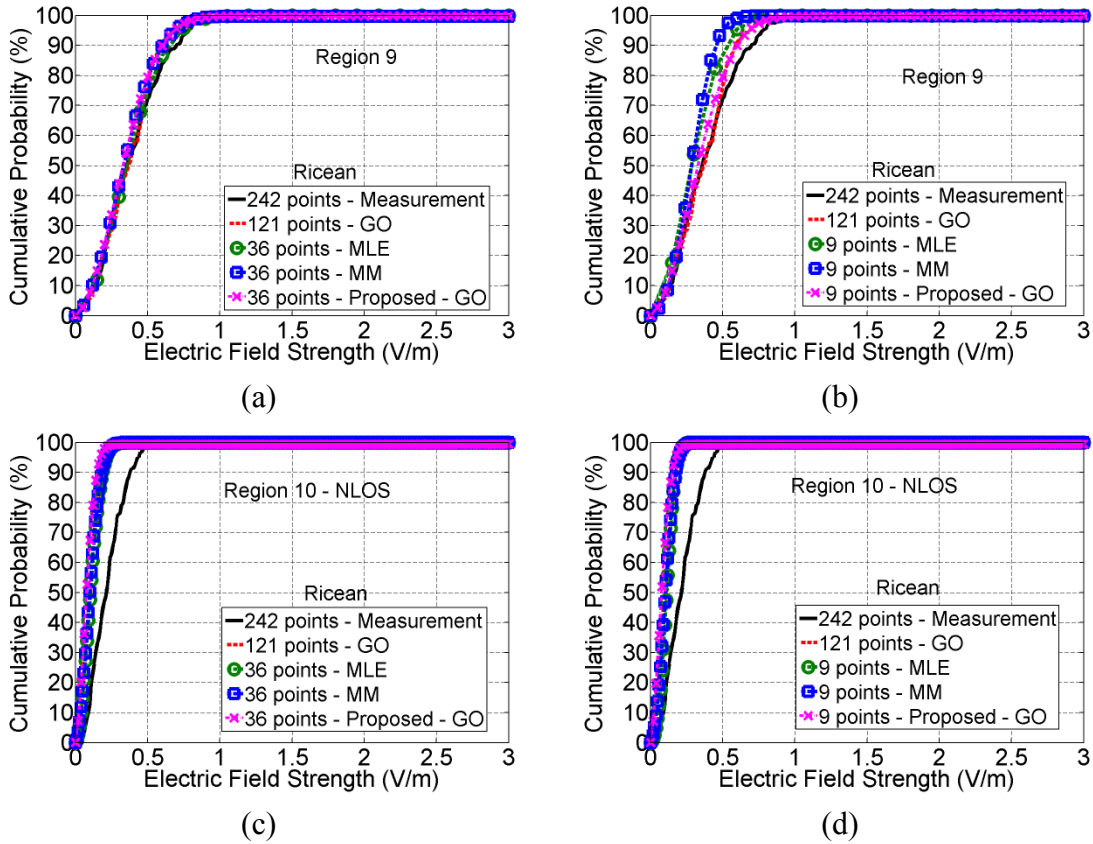 Cumulative Probability (%)
100
90
80
70
60
50
40
30
20
10
0
Region 9
Ricean
242 points - Measurement
121 points - GO
36 points - MLE
36 points - MM
36 points - Proposed - GO
0 0.5 1 1.5 2 2.5 3
Electric Field Strength (V/m)
(a)
Cumulative Probability (%)
100
90
80
70
60
50
40
30
20
10
0
Region 9
Ricean
242 points - Measurement
121 points - GO
9 points - MLE
9 points - MM
9 points - Proposed - GO
0 0.5 1 1.5 2 2.5 3
Electric Field Strength (V/m)
(b)
Cumulative Probability (%)
100
90
80
70
60
50
40
30
20
10
0
Region 10 - NLOS
Ricean
242 points - Measurement
121 points - GO
36 points - MLE
36 points - MM
36 points - Proposed - GO
0 0.5 1 1.5 2 2.5 3
Electric Field Strength (V/m)
(c)
Cumulative Probability (%)
100
90
80
70
60
50
40
30
20
10
0
Region 10 - NLOS
Ricean
242 points - Measurement
121 points - GO
9 points - MLE
9 points - MM
9 points - Proposed - GO
0 0.5 1 1.5 2 2.5 3
Electric Field Strength (V/m)
(d)